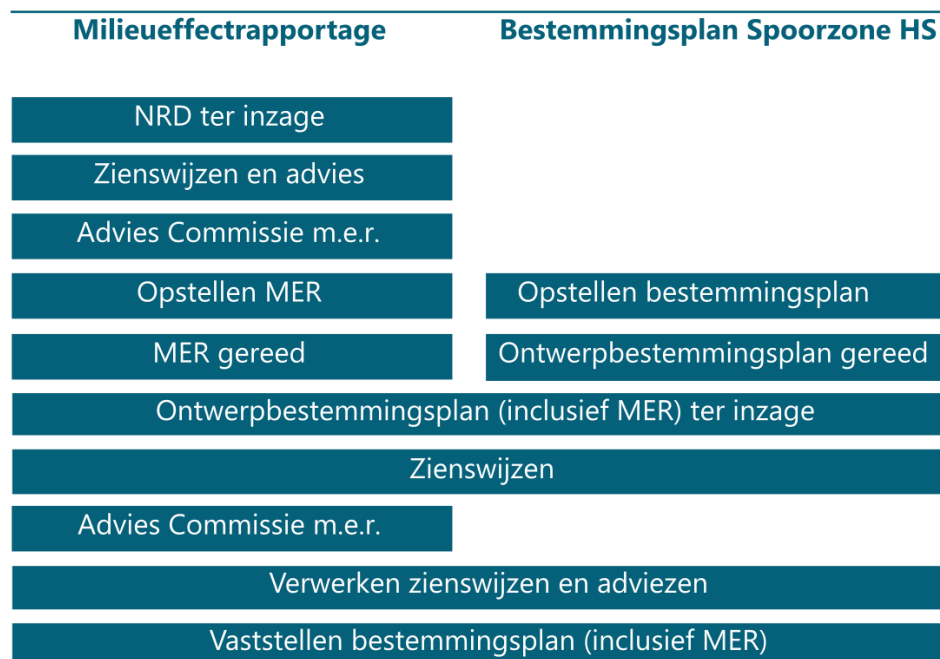 Milieueffectrapportage
Bestemmingsplan Spoorzone HS
NRD ter inzage
Zienswijzen en advies
Advies Commissie m.e.r.
Opstellen MER
Opstellen bestemmingsplan
MER gereed
Ontwerpbestemmingsplan gereed
Ontwerpbestemmingsplan (inclusief MER) ter inzage
Zienswijzen
Advies Commissie m.e.r.
Verwerken zienswijzen en adviezen
Vaststellen bestemmingsplan (inclusief MER)